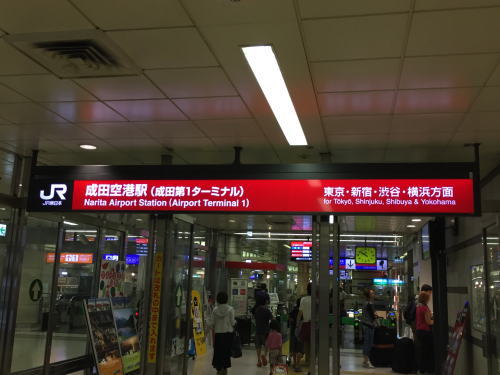 JR
JR東日本
成田空港駅(成田第1ターミナル)
Narita Airport Station (Airport Terminal 1)
東京・新宿・渋谷・横浜方面
for Tōkyō, Shinjuku, Shibuya & Yokohama